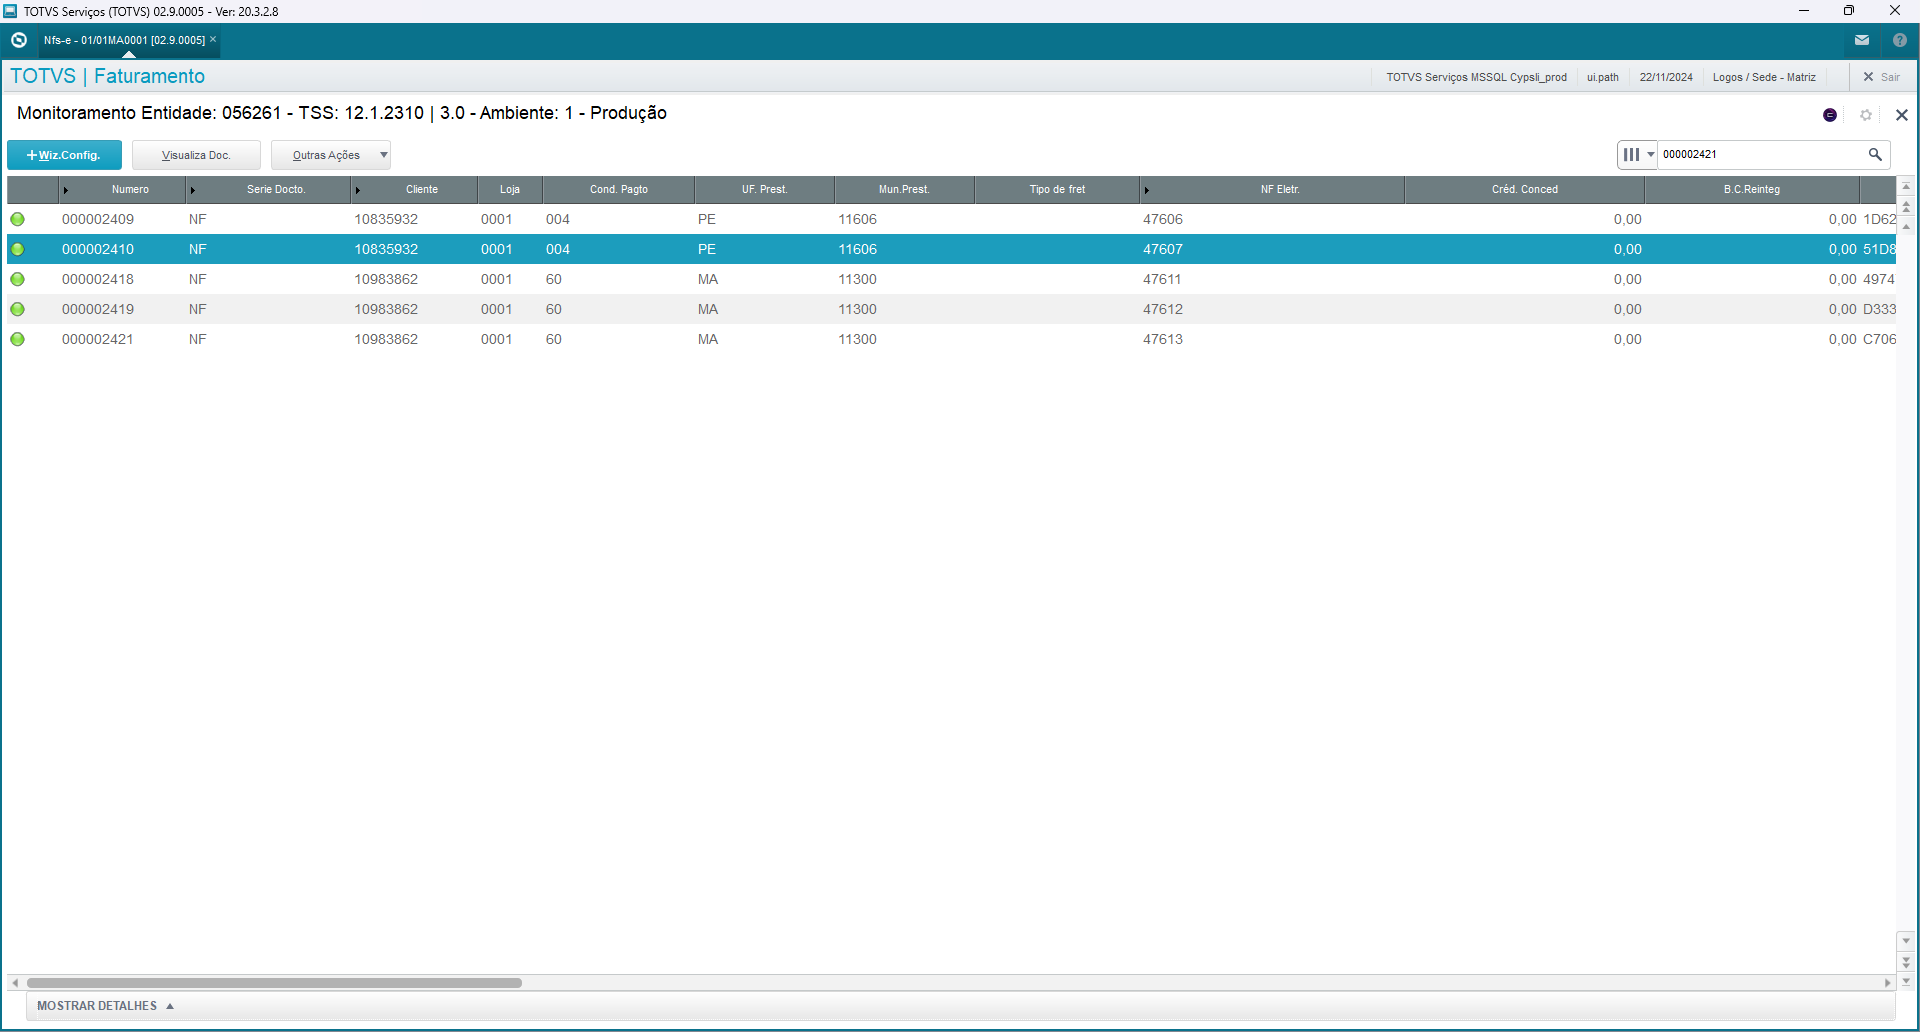 TOTVS Serviços (TOTVS) 02.9.0005 - Ver: 20.3.2.8
Nfs-e - 01/01MA0001 [02.9.0005]
TOTVS | Faturamento
TOTVS Serviços MSSQL Cypsli_prod ui.path 22/11/2024 Logos / Sede - Matriz Sair
Monitoramento Entidade: 056261 - TSS: 12.1.2310 | 3.0 - Ambiente: 1 - Produção
+Wiz.Config. Visualiza Doc. Outras Ações 000002421
Numero Serie Docto. Cliente Loja Cond. Pagto UF. Prest. Mun.Prest. Tipo de fret NF Eletr. Créd. Conced B.C.Reinteg
000002409 NF 10835932 0001 004 PE 11606 47606 0,00 0,00 1D62
000002410 NF 10835932 0001 004 PE 11606 47607 0,00 0,00 51D8
000002418 NF 10983862 0001 60 MA 11300 47611 0,00 0,00 4974
000002419 NF 10983862 0001 60 MA 11300 47612 0,00 0,00 D333
000002421 NF 10983862 0001 60 MA 11300 47613 0,00 0,00 C706
MOSTRAR DETALHES